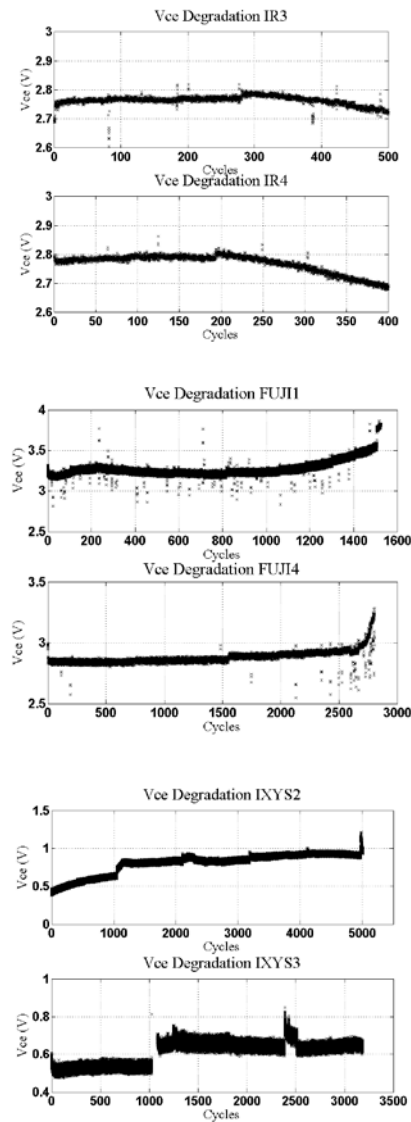 Vce Degradation IR3
3
2.9
2.8
2.7
2.6
Vce (V)
0 100 200 300 400 500
Cycles
Vce Degradation IR4
3
2.9
2.8
2.7
2.6
Vce (V)
0 50 100 150 200 250 300 350 400
Cycles
Vce Degradation FUJI1
4
3.5
3
2.5
Vce (V)
0 200 400 600 800 1000 1200 1400 1600
Cycles
Vce Degradation FUJI4
3.5
3
2.5
Vce (V)
0 500 1000 1500 2000 2500 3000
Cycles
Vce Degradation IXYS2
1.5
1
0.5
0
Vce (V)
0 1000 2000 3000 4000 5000
Cycles
Vce Degradation IXYS3
1
0.8
0.6
0.4
Vce (V)
0 500 1000 1500 2000 2500 3000 3500
Cycles